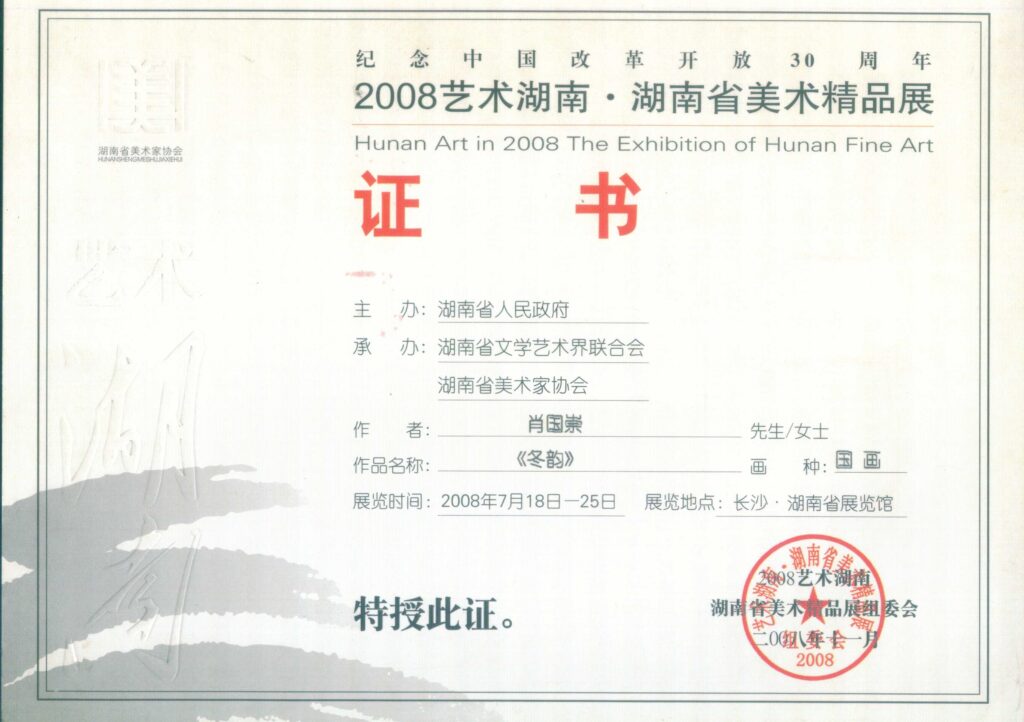 湖南省美术家协会
HUNANSHENGMEISHUJIAXIEHUI
纪念中国改革开放30周年
2008艺术湖南·湖南省美术精品展
Hunan Art in 2008 The Exhibition of Hunan Fine Art
证 书
艺术
湖南
主 办：湖南省人民政府
承 办：湖南省文学艺术界联合会
湖南省美术家协会
作 者： 肖国崇 先生/女士
作品名称： 《冬韵》 画 种：国 画
展览时间：2008年7月18日—25日 展览地点：长沙·湖南省展览馆
特授此证。
2008艺术湖南
湖南省美术精品展组委会
二00八年十一月
艺术湖南·湖南省美术精品展
组委会
2008